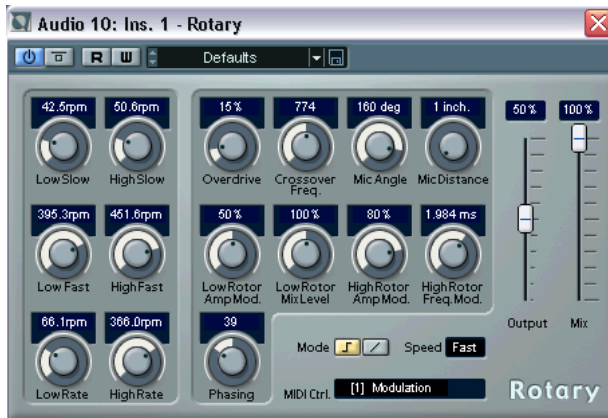 Audio 10: Ins. 1 - Rotary
R W Defaults
42.5rpm 50.6rpm 15% 774 160 deg 1 inch. 50% 100%
Low Slow High Slow Overdrive Crossover Freq. Mic Angle Mic Distance
395.3rpm 451.6rpm 50% 100% 80% 1.984 ms
Low Fast High Fast Low Rotor Amp Mod. Low Rotor Mix Level High Rotor Amp Mod. High Rotor Freq. Mod.
66.1rpm 366.0rpm 39 Output Mix
Mode Speed Fast
Low Rate High Rate Phasing MIDI Ctrl. [1] Modulation Rotary